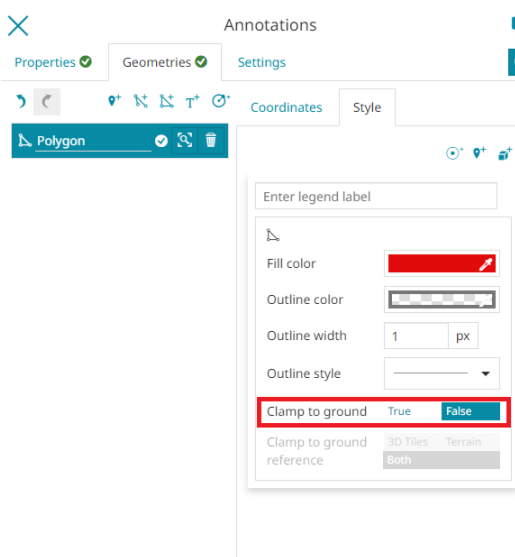 Annotations
Properties
Geometries
Settings
Coordinates
Style
Polygon
Enter legend label
Fill color
Outline color
Outline width 1 px
Outline style
Clamp to ground True False
Clamp to ground reference 3D Tiles Terrain
Both